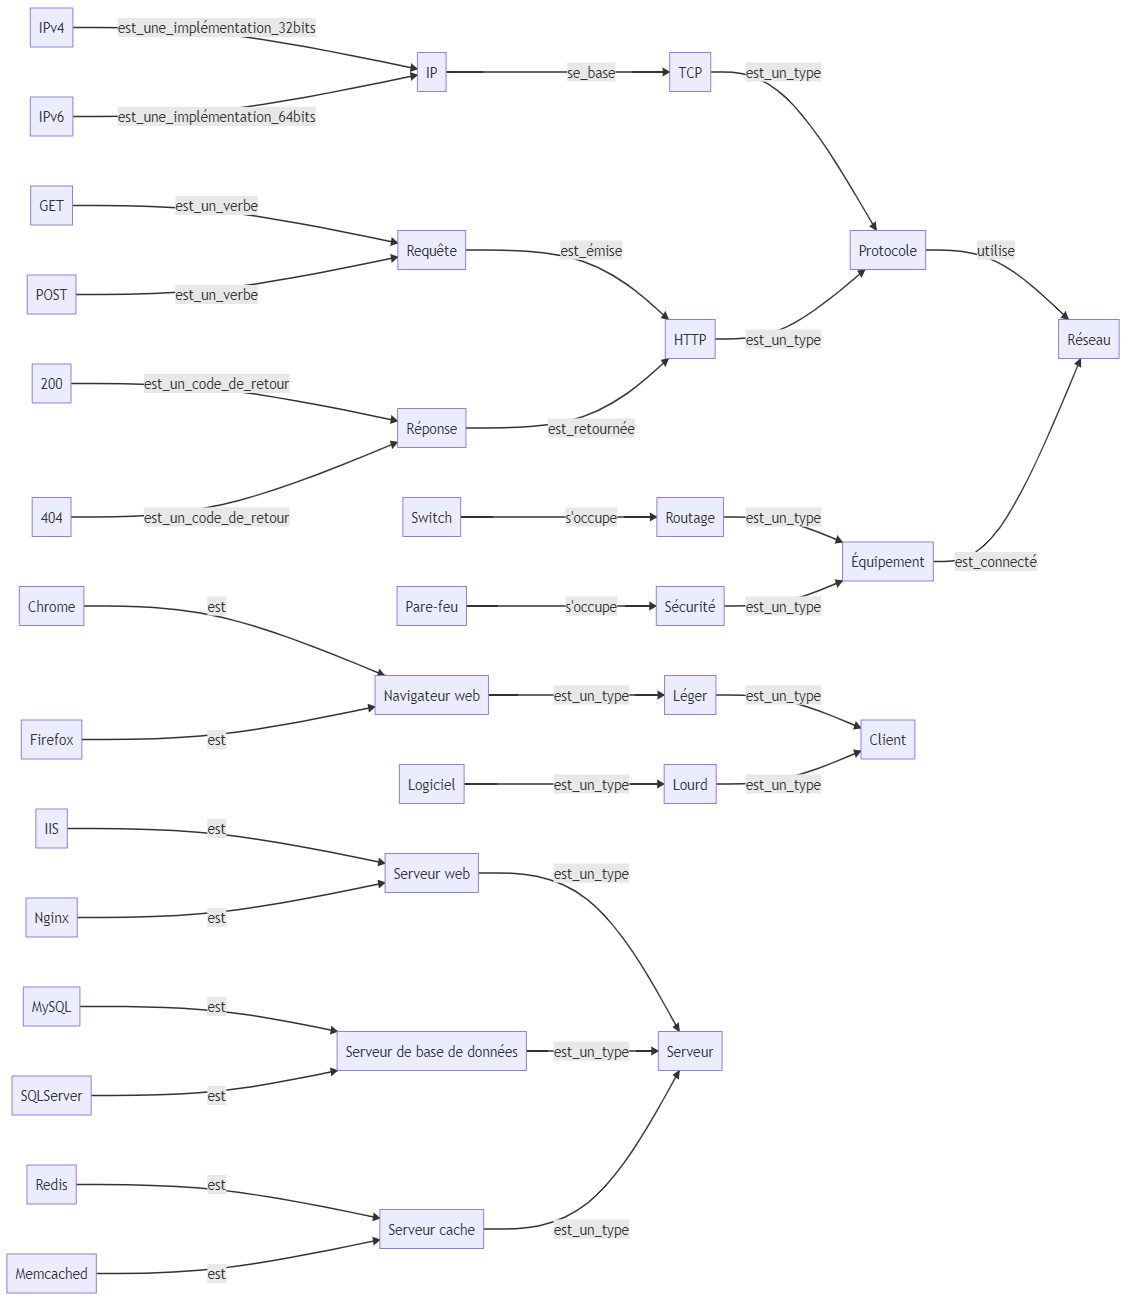 IPv4
est_une_implémentation_32bits
IP
se_base
TCP
est_un_type
IPv6
est_une_implémentation_64bits
GET
est_un_verbe
Requête
est_émise
Protocole
utilise
POST
est_un_verbe
HTTP
est_un_type
Réseau
200
est_un_code_de_retour
Réponse
est_retournée
404
est_un_code_de_retour
Switch
s'occupe
Routage
est_un_type
Équipement
est_connecté
Chrome
est
Pare-feu
s'occupe
Sécurité
est_un_type
Navigateur web
est_un_type
Léger
est_un_type
Firefox
est
Client
Logiciel
est_un_type
Lourd
est_un_type
IIS
est
Serveur web
est_un_type
Nginx
est
MySQL
est
Serveur de base de données
est_un_type
Serveur
SQLServer
est
Redis
est
Serveur cache
est_un_type
Memcached
est